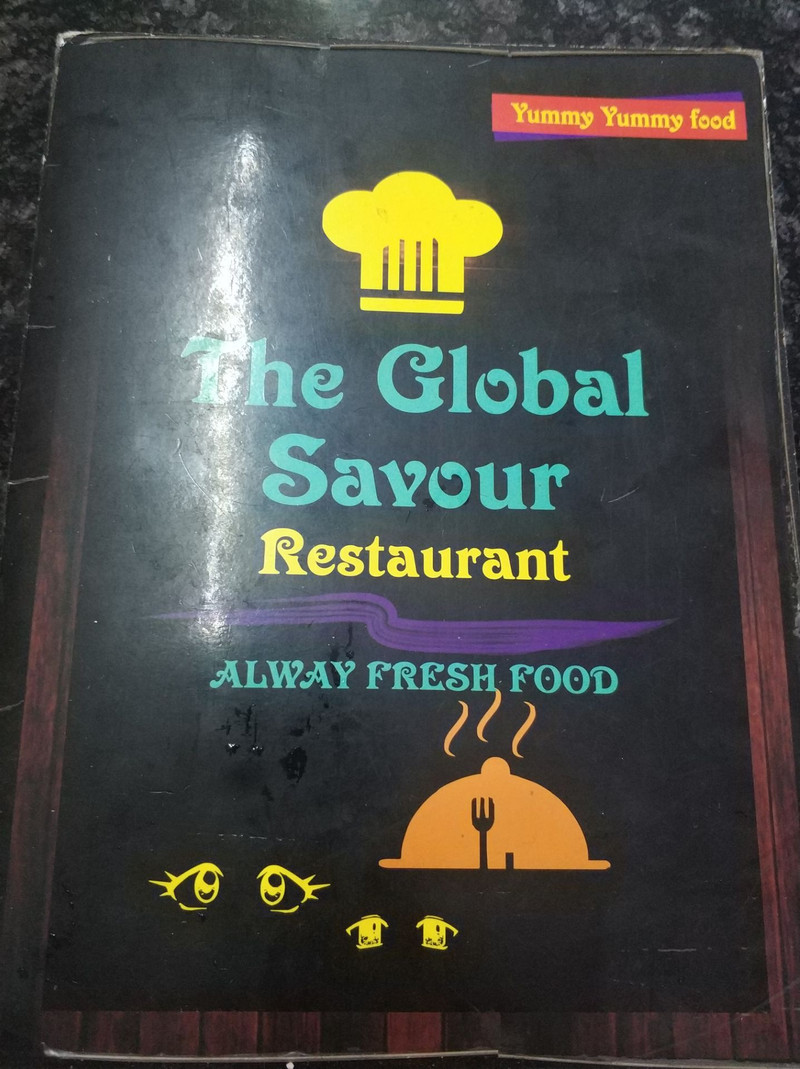 Yummy Yummy food
The Global
Savour
Restaurant
ALWAY FRESH FOOD